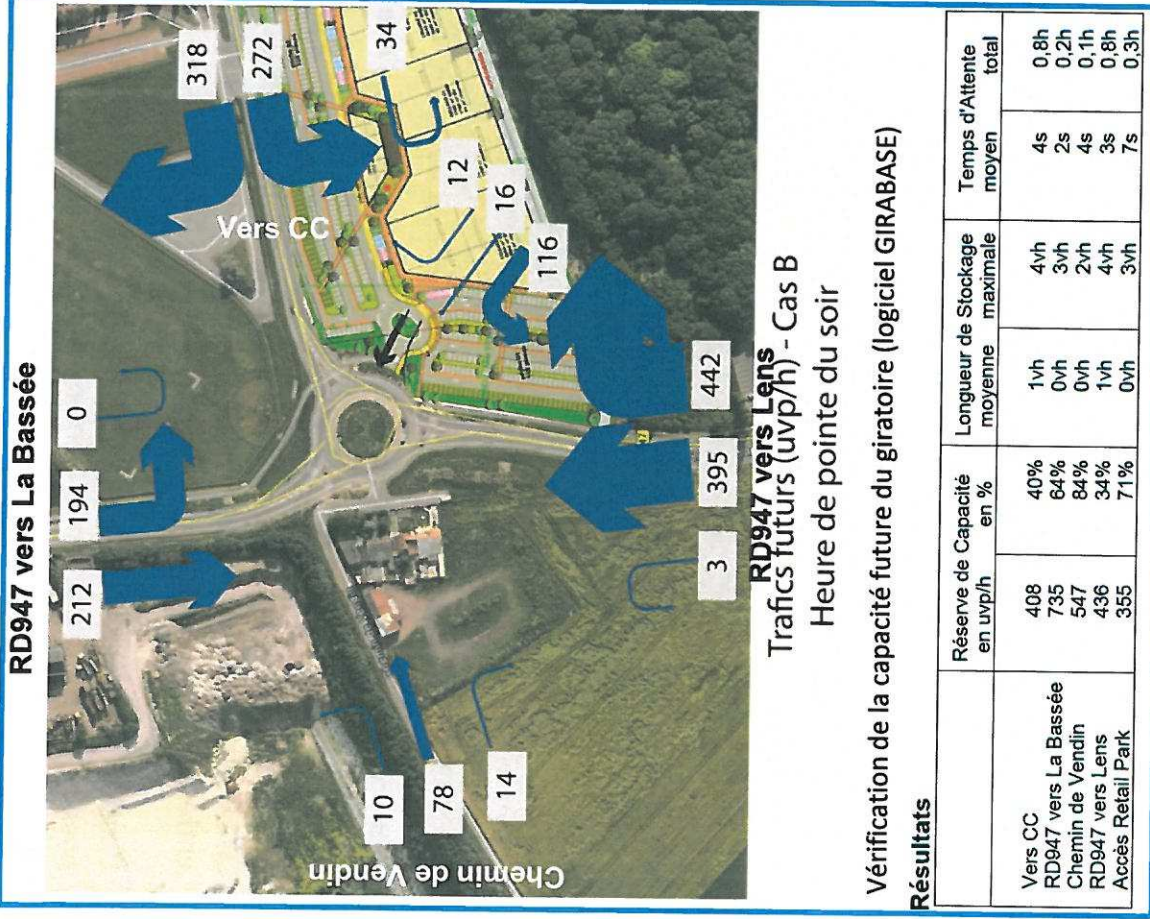 RD947 vers La Bassée
212
194
0
318
272
34
Vers CC
12
16
116
10
78
14
Chemin de Vendin
3
395
442
RD947 vers Lens
Trafics futurs (uvp/h) - Cas B
Heure de pointe du soir
Vérification de la capacité future du giratoire (logiciel GIRABASE)
Résultats
Réserve de Capacité Longueur de Stockage Temps d'Attente
en uvp/h en % moyenne maximale moyen total
Vers CC 408 40% 1vh 4vh 4s 0,8h
RD947 vers La Bassée 735 64% 0vh 3vh 2s 0,2h
Chemin de Vendin 547 84% 0vh 2vh 4s 0,1h
RD947 vers Lens 436 34% 1vh 4vh 3s 0,8h
Accès Retail Park 355 71% 0vh 3vh 7s 0,3h